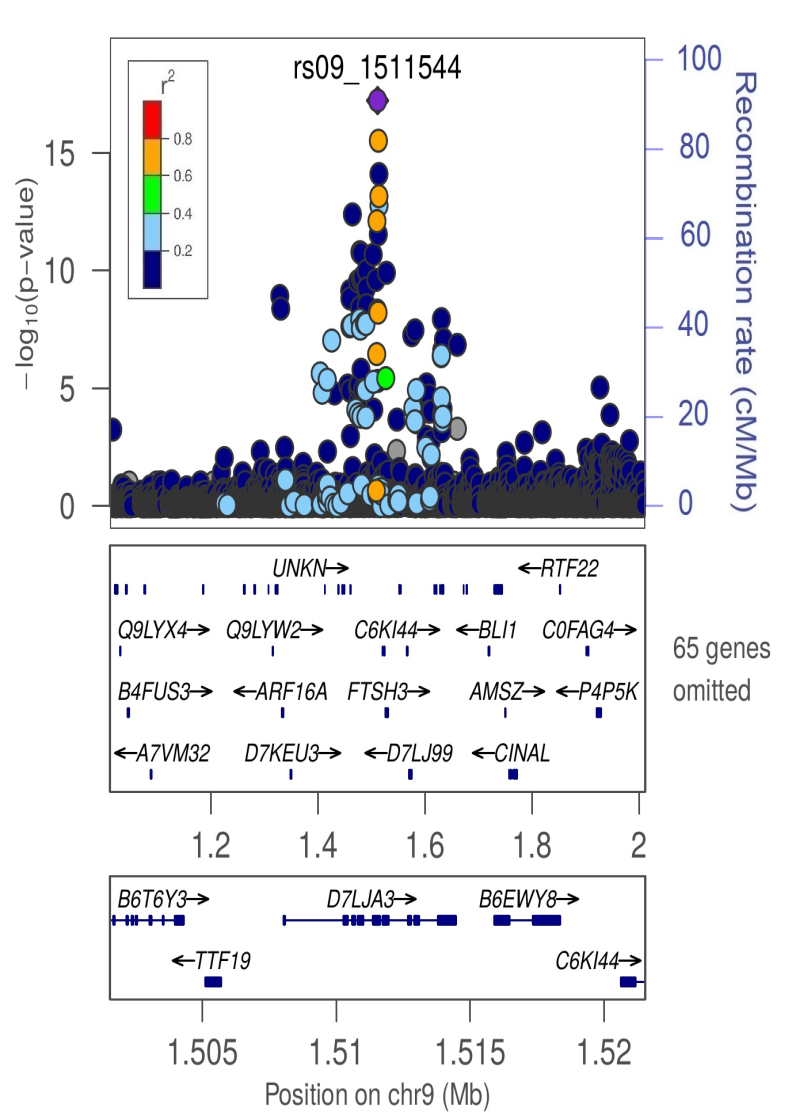 rs09_1511544
r2
0.8
0.6
0.4
0.2
−log10(p−value)
15
10
5
0
100
80
60
40
20
0
Recombination rate (cM/Mb)
UNKN→ ←RTF22
Q9LYX4→ Q9LYW2→ C6KI44→ ←BLI1 C0FAG4→
B4FUS3→ ←ARF16A FTSH3→ AMSZ→ ←P4P5K
←A7VM32 D7KEU3→ ←D7LJ99 ←CINAL
65 genes
omitted
1.2 1.4 1.6 1.8 2
B6T6Y3→ D7LJA3→ B6EWY8→
←TTF19 C6KI44→
1.505 1.51 1.515 1.52
Position on chr9 (Mb)